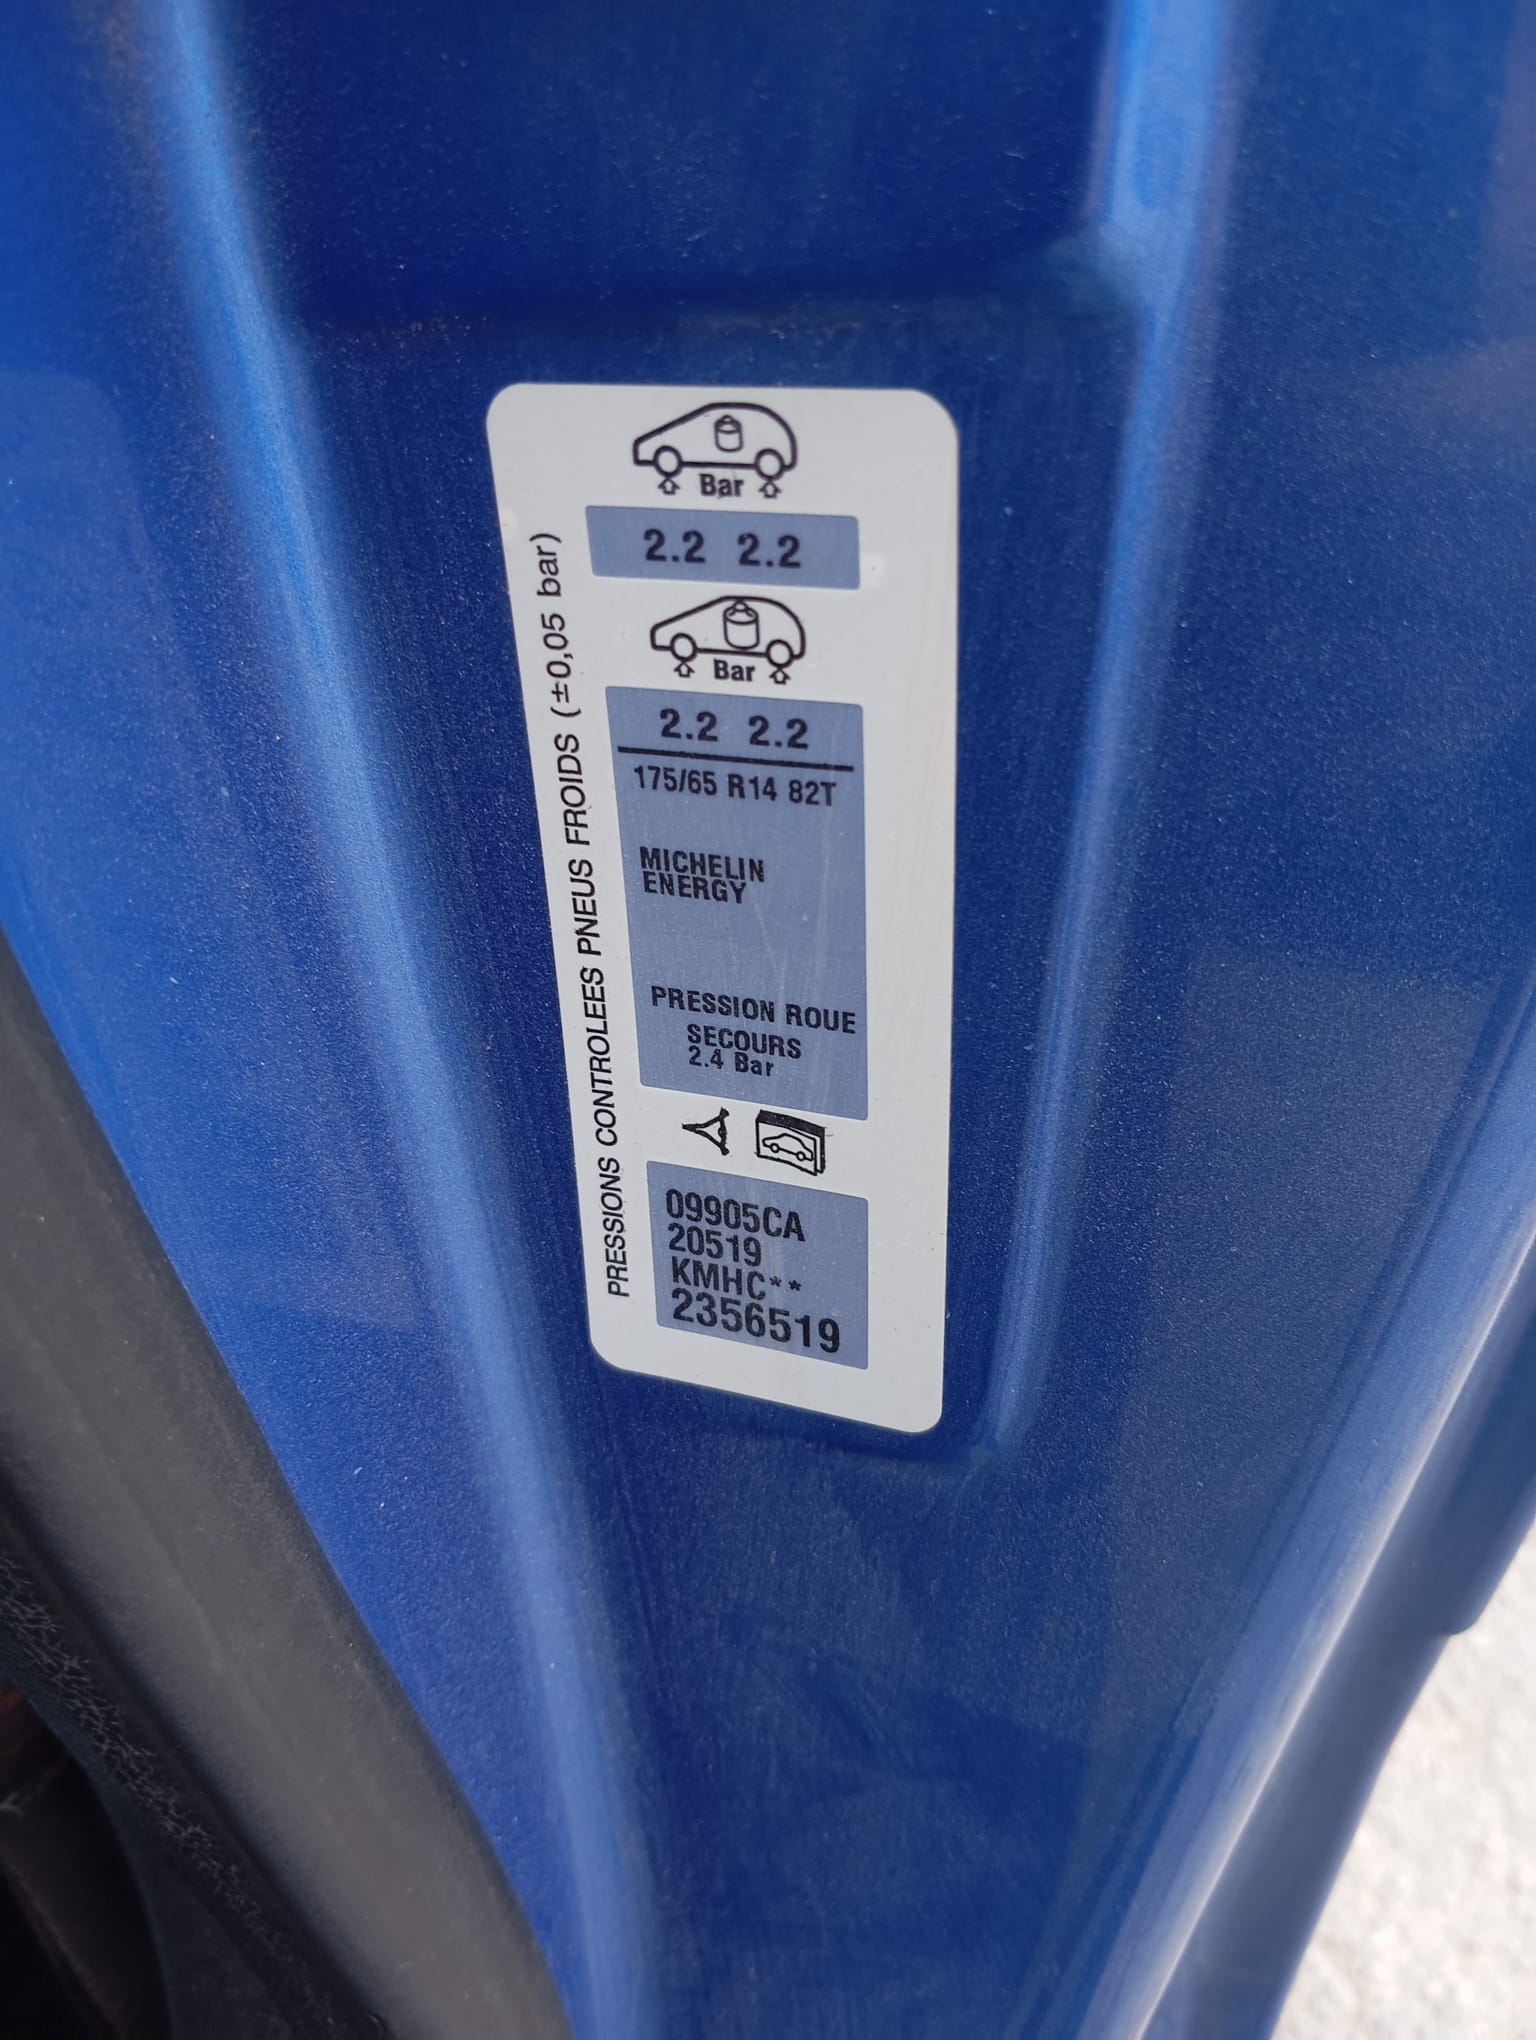 Bar
2.2 2.2
Bar
2.2 2.2
175/65 R14 82T
MICHELIN
ENERGY
PRESSION ROUE
SECOURS
2.4 Bar
09905CA
20519
KMHC**
2356519
PRESSIONS CONTROLEES PNEUS FROIDS (±0,05 bar)